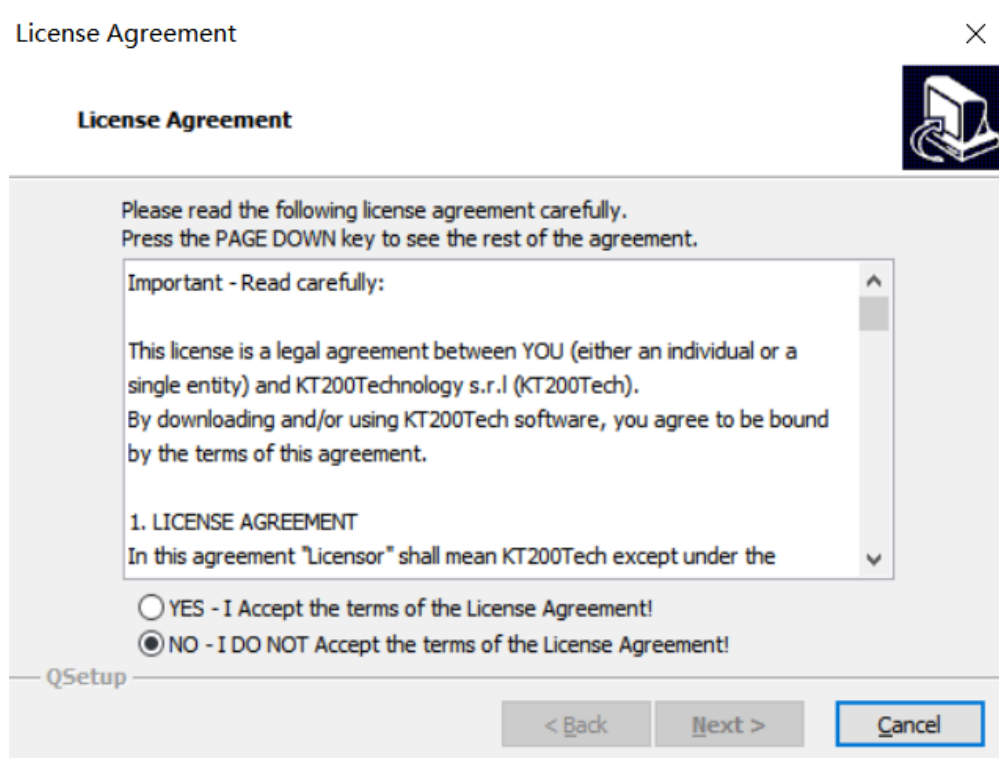 License Agreement
License Agreement
Please read the following license agreement carefully.
Press the PAGE DOWN key to see the rest of the agreement.
Important - Read carefully:
This license is a legal agreement between YOU (either an individual or a
single entity) and KT200Technology s.r.l (KT200Tech).
By downloading and/or using KT200Tech software, you agree to be bound
by the terms of this agreement.
1. LICENSE AGREEMENT
In this agreement "Licensor" shall mean KT200Tech except under the
YES - I Accept the terms of the License Agreement!
NO - I DO NOT Accept the terms of the License Agreement!
QSetup
< Back Next > Cancel